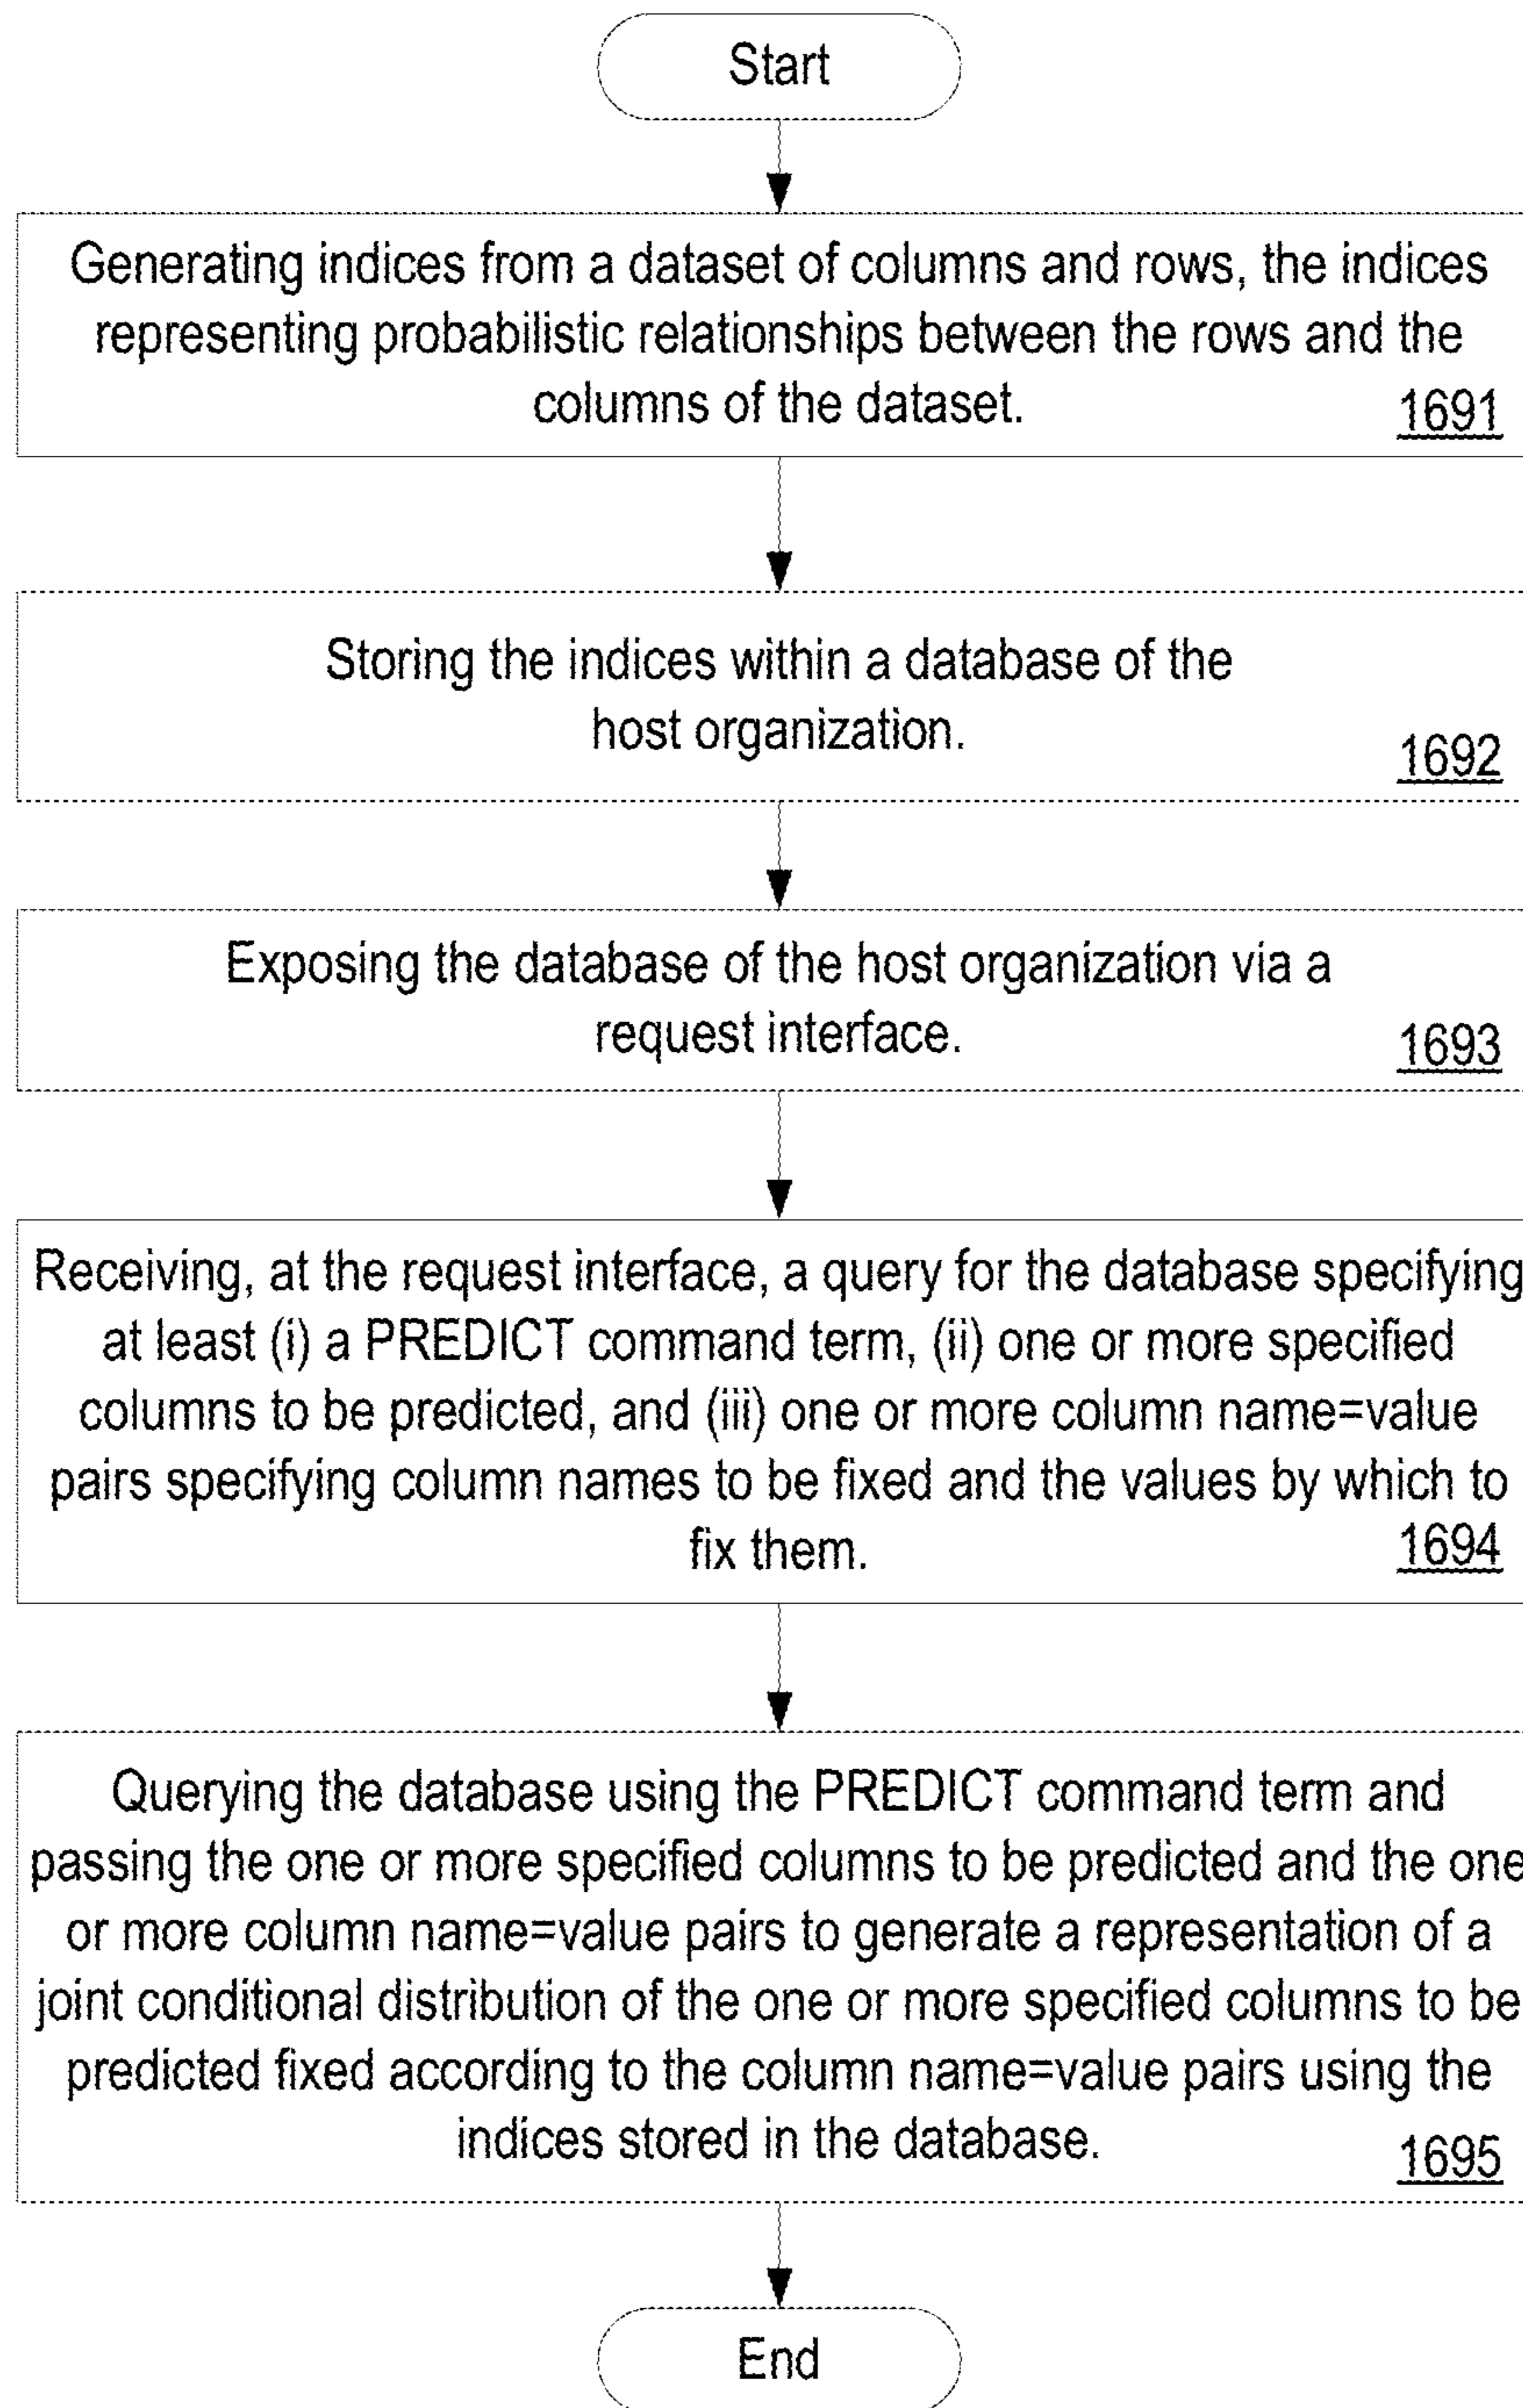 Start
Generating indices from a dataset of columns and rows, the indices
representing probabilistic relationships between the rows and the
columns of the dataset.
1691
Storing the indices within a database of the
host organization.
1692
Exposing the database of the host organization via a
request interface.
1693
Receiving, at the request interface, a query for the database specifying
at least (i) a PREDICT command term, (ii) one or more specified
columns to be predicted, and (iii) one or more column name=value
pairs specifying column names to be fixed and the values by which to
fix them.
1694
Querying the database using the PREDICT command term and
passing the one or more specified columns to be predicted and the one
or more column name=value pairs to generate a representation of a
joint conditional distribution of the one or more specified columns to be
predicted fixed according to the column name=value pairs using the
indices stored in the database.
1695
End